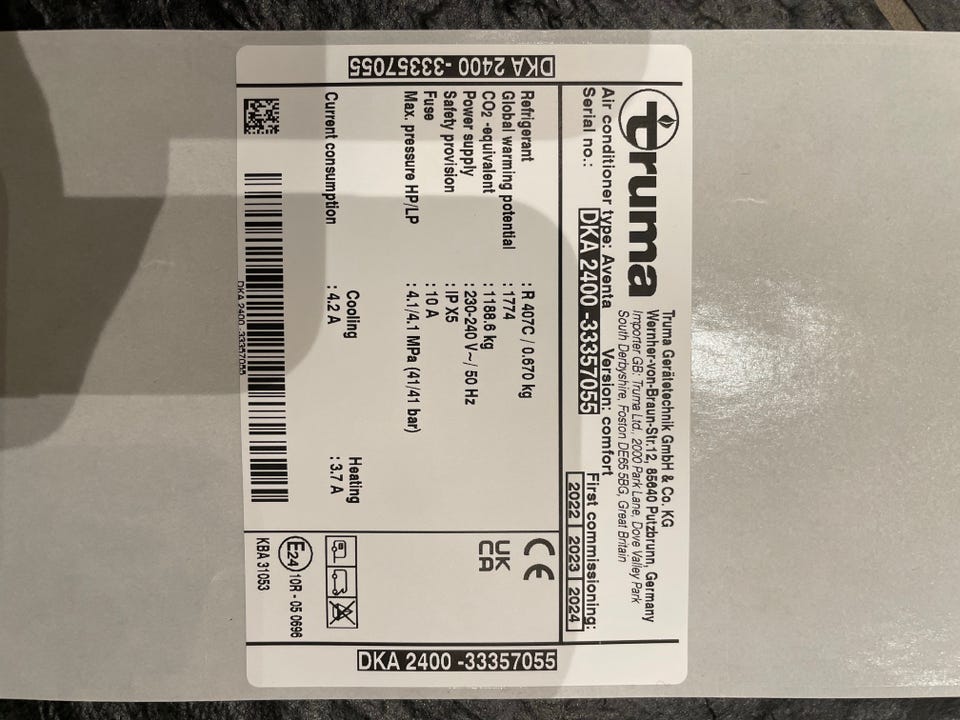 DKA 2400 -33357055
truma
Truma Gerätetechnik GmbH & Co. KG
Wernher-von-Braun-Str.12, 85640 Putzbrunn, Germany
Importer GB: Truma Ltd., 2000 Park Lane, Dove Valley Park
South Derbyshire, Foston DE65 5BG, Great Britain
Air conditioner type: Aventa Version: comfort
Serial no.: DKA 2400 -33357055
First commissioning:
2022 2023 2024
Refrigerant : R 407C / 0.670 kg
Global warming potential : 1774
CO2 -equivalent : 1188.6 kg
Power supply : 230-240 V~/ 50 Hz
Safety provision : IP X5
Fuse : 10 A
Max. pressure HP/LP : 4.1/4.1 MPa (41/41 bar)
Cooling Heating
Current consumption : 4.2 A : 3.7 A
DKA 2400 -33357055
CE
UK
CA
E24 10R - 05 0696
KBA 31053
DKA 2400 -33357055